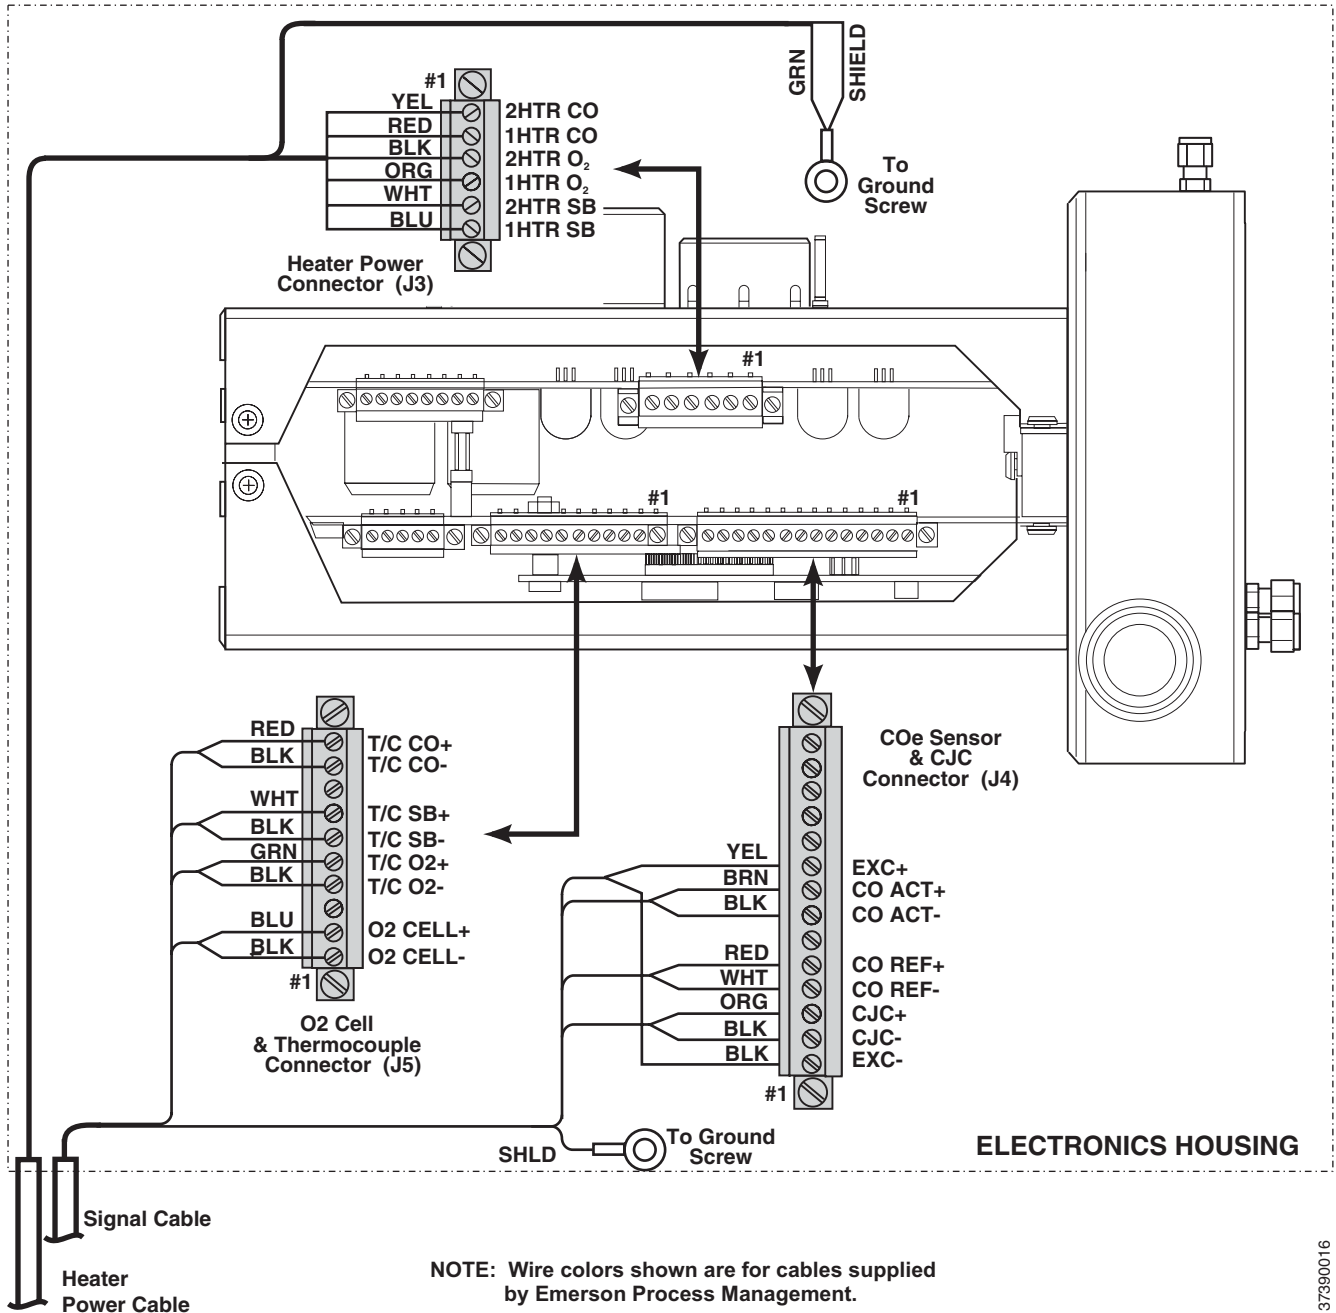 GRN
SHIELD
To
Ground
Screw
#1
YEL
RED
BLK
ORG
WHT
BLU
2HTR CO
1HTR CO
2HTR O2
1HTR O2
2HTR SB
1HTR SB
Heater Power
Connector (J3)
#1
#1
#1
RED
BLK
WHT
BLK
GRN
BLK
BLU
BLK
T/C CO+
T/C CO-
T/C SB+
T/C SB-
T/C O2+
T/C O2-
O2 CELL+
O2 CELL-
#1
O2 Cell
& Thermocouple
Connector (J5)
COe Sensor
& CJC
Connector (J4)
YEL
BRN
BLK
RED
WHT
ORG
BLK
BLK
EXC+
CO ACT+
CO ACT-
CO REF+
CO REF-
CJC+
CJC-
EXC-
#1
SHLD
To Ground
Screw
ELECTRONICS HOUSING
Signal Cable
Heater
Power Cable
NOTE: Wire colors shown are for cables supplied
by Emerson Process Management.
37390016